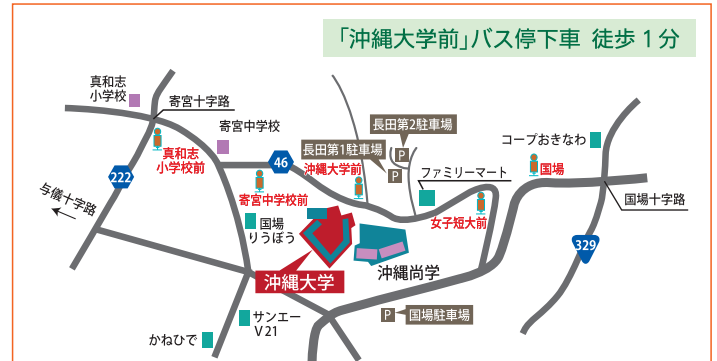 「沖縄大学前」バス停下車 徒歩1分
真和志
小学校
寄宮十字路
寄宮中学校
長田第2駐車場
長田第1駐車場
P
P
コープおきなわ
真和志
小学校前
46
沖縄大学前
ファミリーマート
国場
222
与儀十字路
寄宮中学校前
女子短大前
国場十字路
国場
りうぼう
329
沖縄大学
沖縄尚学
サンエー
V21
P
国場駐車場
かねひで